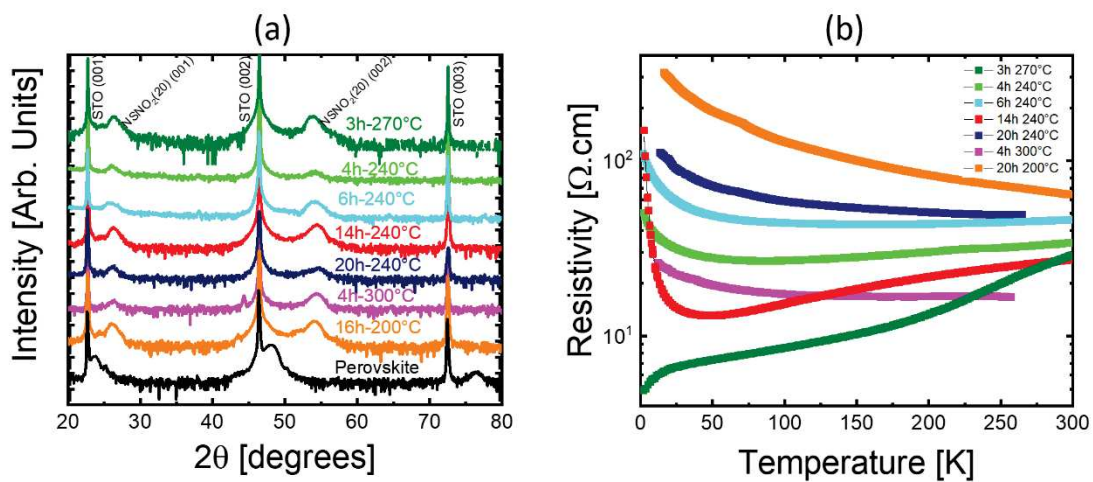 (a)
Intensity [Arb. Units]
STO (001)
NSNO₂(20) (001)
STO (002)
NSNO₂(20) (002)
STO (003)
3h-270°C
4h-240°C
6h-240°C
14h-240°C
20h-240°C
4h-300°C
16h-200°C
Perovskite
20 30 40 50 60 70 80
2θ [degrees]
(b)
Resistivity [Ω.cm]
10²
10¹
3h 270°C
4h 240°C
6h 240°C
14h 240°C
20h 240°C
4h 300°C
20h 200°C
0 50 100 150 200 250 300
Temperature [K]